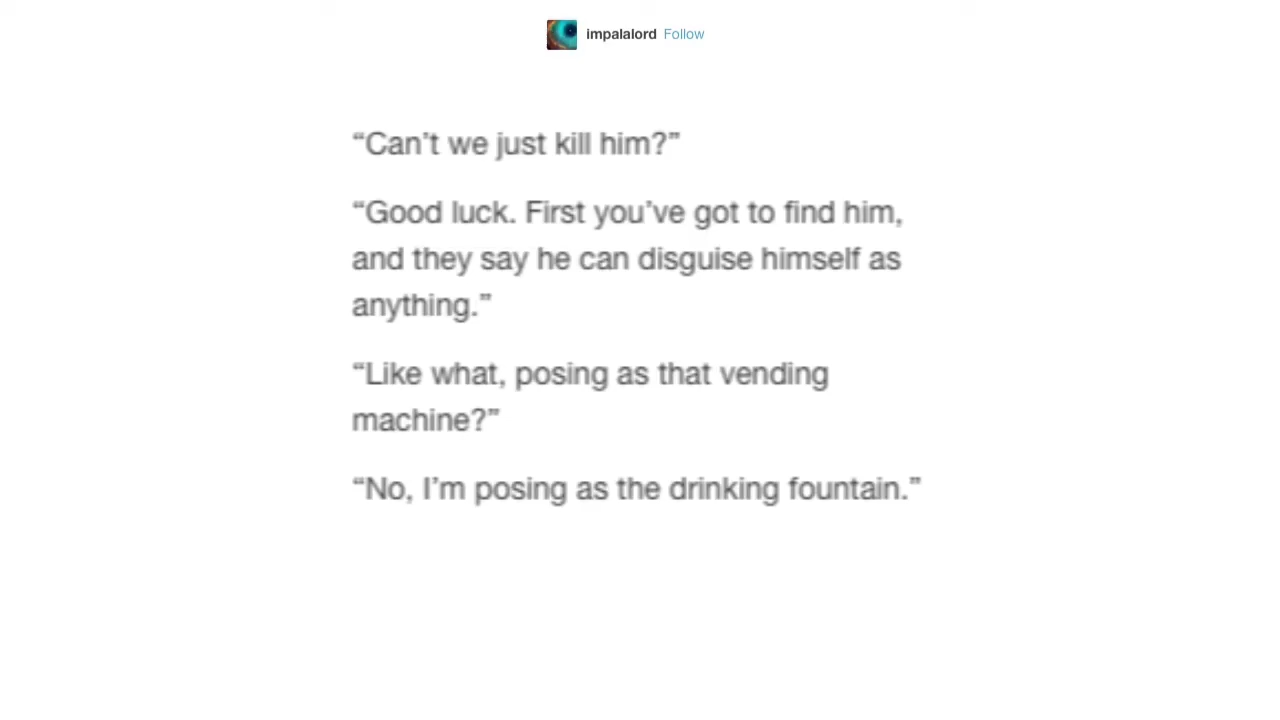 impalalord Follow
“Can’t we just kill him?”
“Good luck. First you’ve got to find him,
and they say he can disguise himself as
anything.”
“Like what, posing as that vending
machine?”
“No, I’m posing as the drinking fountain.”